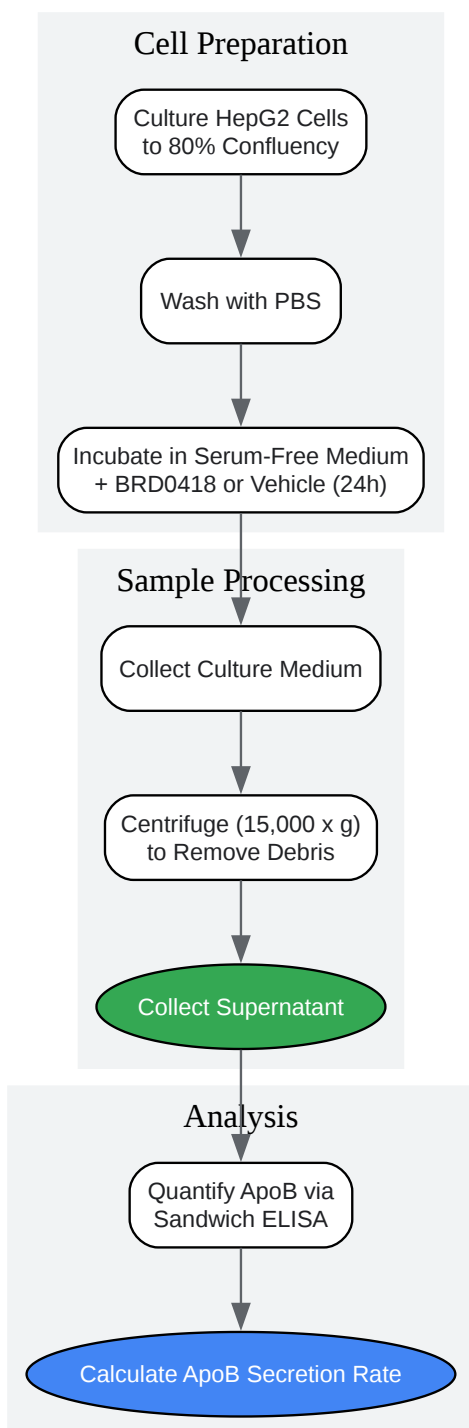 Cell Preparation
Culture HepG2 Cells
to 80% Confluency
Wash with PBS
Incubate in Serum-Free Medium
+ BRD0418 or Vehicle (24h)
Sample Processing
Collect Culture Medium
Centrifuge (15,000 x g)
to Remove Debris
Collect Supernatant
Analysis
Quantify ApoB via
Sandwich ELISA
Calculate ApoB Secretion Rate